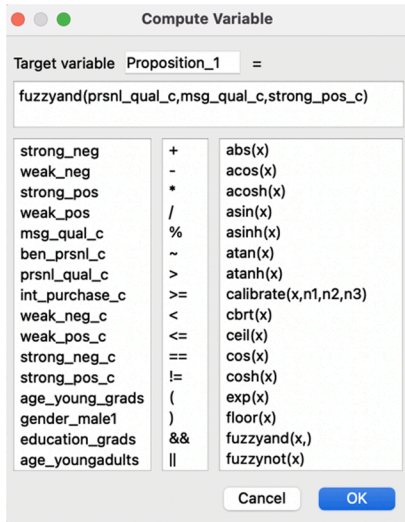 Compute Variable
Target variable Proposition_1 =
fuzzyand(prsnl_qual_c,msg_qual_c,strong_pos_c)
strong_neg + abs(x)
weak_neg - acos(x)
strong_pos * acosh(x)
weak_pos / asin(x)
msg_qual_c % asinh(x)
ben_prsnl_c ~ atan(x)
prsnl_qual_c > atanh(x)
int_purchase_c >= calibrate(x,n1,n2,n3)
weak_neg_c < cbrt(x)
weak_pos_c <= ceil(x)
strong_neg_c == cos(x)
strong_pos_c != cosh(x)
age_young_grads ( exp(x)
gender_male1 ) floor(x)
education_grads && fuzzyand(x,)
age_youngadults || fuzzynot(x)
Cancel OK